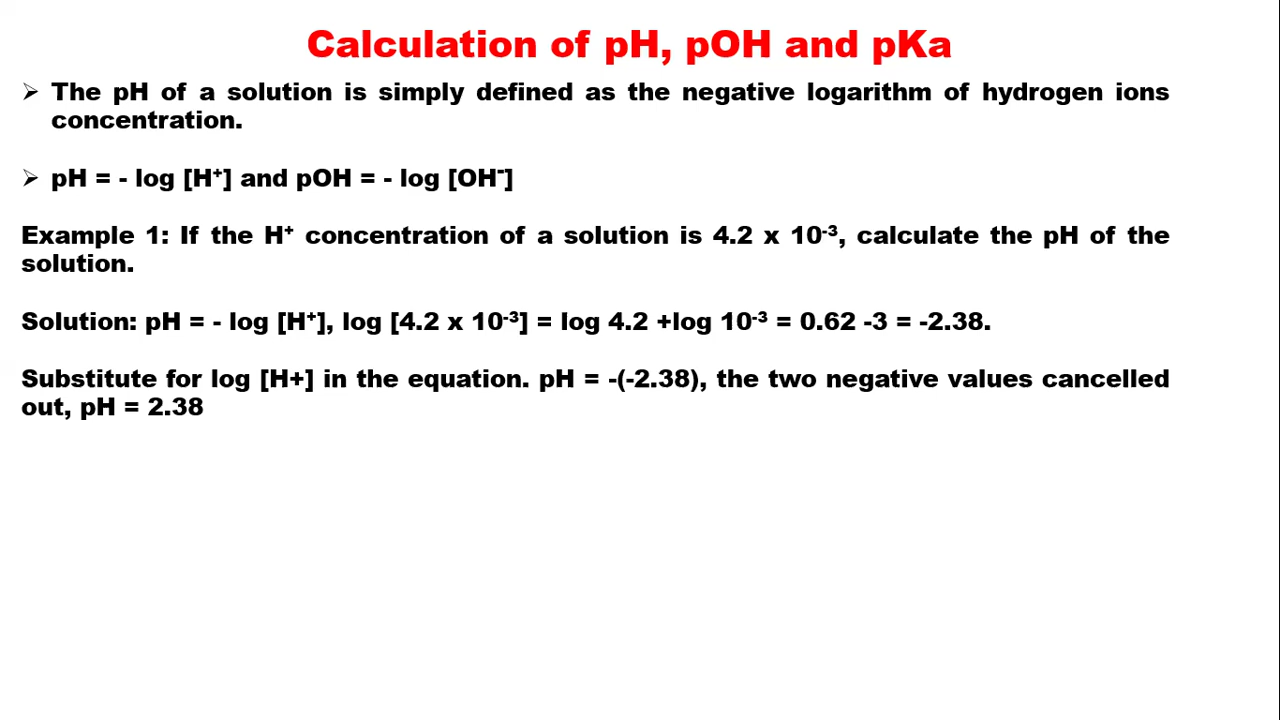 Calculation of pH, pOH and pKa
➢ The pH of a solution is simply defined as the negative logarithm of hydrogen ions
concentration.
➢ pH = - log [H⁺] and pOH = - log [OH⁻]
Example 1: If the H⁺ concentration of a solution is 4.2 x 10⁻³, calculate the pH of the
solution.
Solution: pH = - log [H⁺], log [4.2 x 10⁻³] = log 4.2 +log 10⁻³ = 0.62 -3 = -2.38.
Substitute for log [H+] in the equation. pH = -(-2.38), the two negative values cancelled
out, pH = 2.38